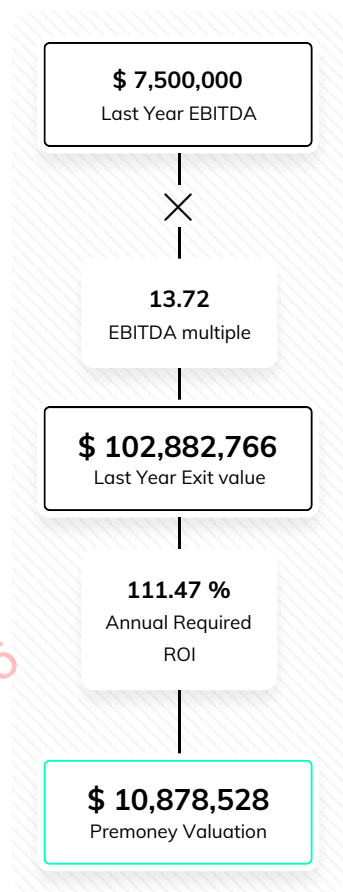 $ 7,500,000
Last Year EBITDA
13.72
EBITDA multiple
$ 102,882,766
Last Year Exit value
111.47 %
Annual Required
ROI
$ 10,878,528
Premoney Valuation